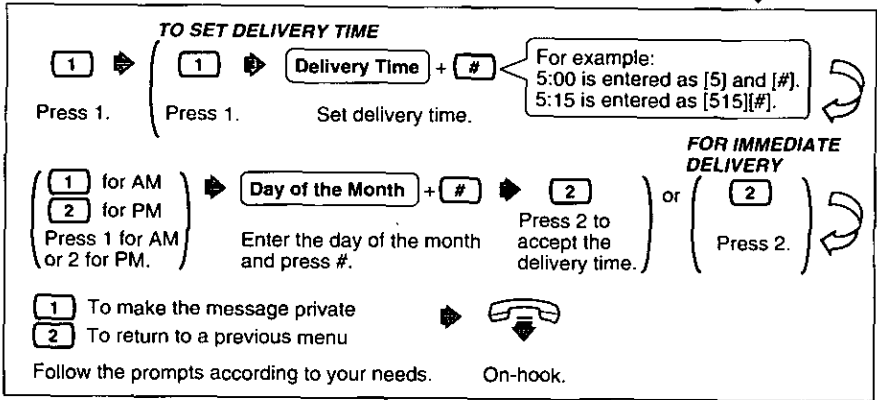 TO SET DELIVERY TIME
1 1 Delivery Time + #
For example:
5:00 is entered as [5] and [#].
5:15 is entered as [515][#].
Press 1. Press 1. Set delivery time.
FOR IMMEDIATE
DELIVERY
1 for AM
2 for PM
Press 1 for AM
or 2 for PM.
Day of the Month + #
Enter the day of the month
and press #.
2
Press 2 to
accept the
delivery time.
or
2
Press 2.
1 To make the message private
2 To return to a previous menu
Follow the prompts according to your needs. On-hook.